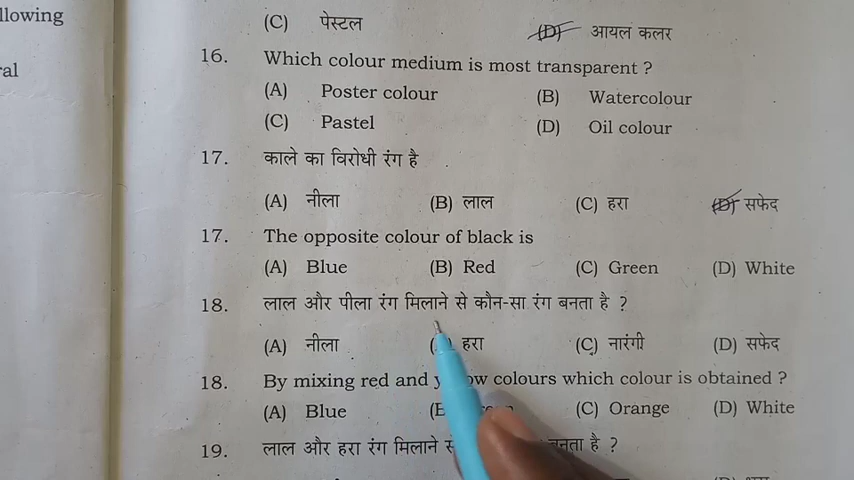 llowing
ral
(C) पेस्टल (D) आयल कलर
16. Which colour medium is most transparent ?
(A) Poster colour (B) Watercolour
(C) Pastel (D) Oil colour
17. काले का विरोधी रंग है
(A) नीला (B) लाल (C) हरा (D) सफेद
17. The opposite colour of black is
(A) Blue (B) Red (C) Green (D) White
18. लाल और पीला रंग मिलाने से कौन-सा रंग बनता है ?
(A) नीला हरा (C) नारंगी (D) सफेद
18. By mixing red and colours which colour is obtained ?
(A) Blue (C) Orange (D) White
19. लाल और हरा रंग मिलाने बनता है ?